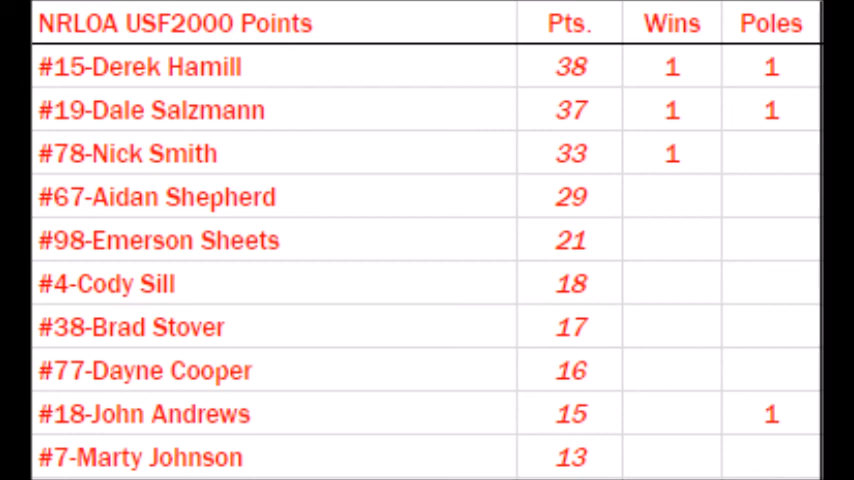 NRLOA USF2000 Points Pts. Wins Poles
#15-Derek Hamill 38 1 1
#19-Dale Salzmann 37 1 1
#78-Nick Smith 33 1
#67-Aidan Shepherd 29
#98-Emerson Sheets 21
#4-Cody Sill 18
#38-Brad Stover 17
#77-Dayne Cooper 16
#18-John Andrews 15 1
#7-Marty Johnson 13